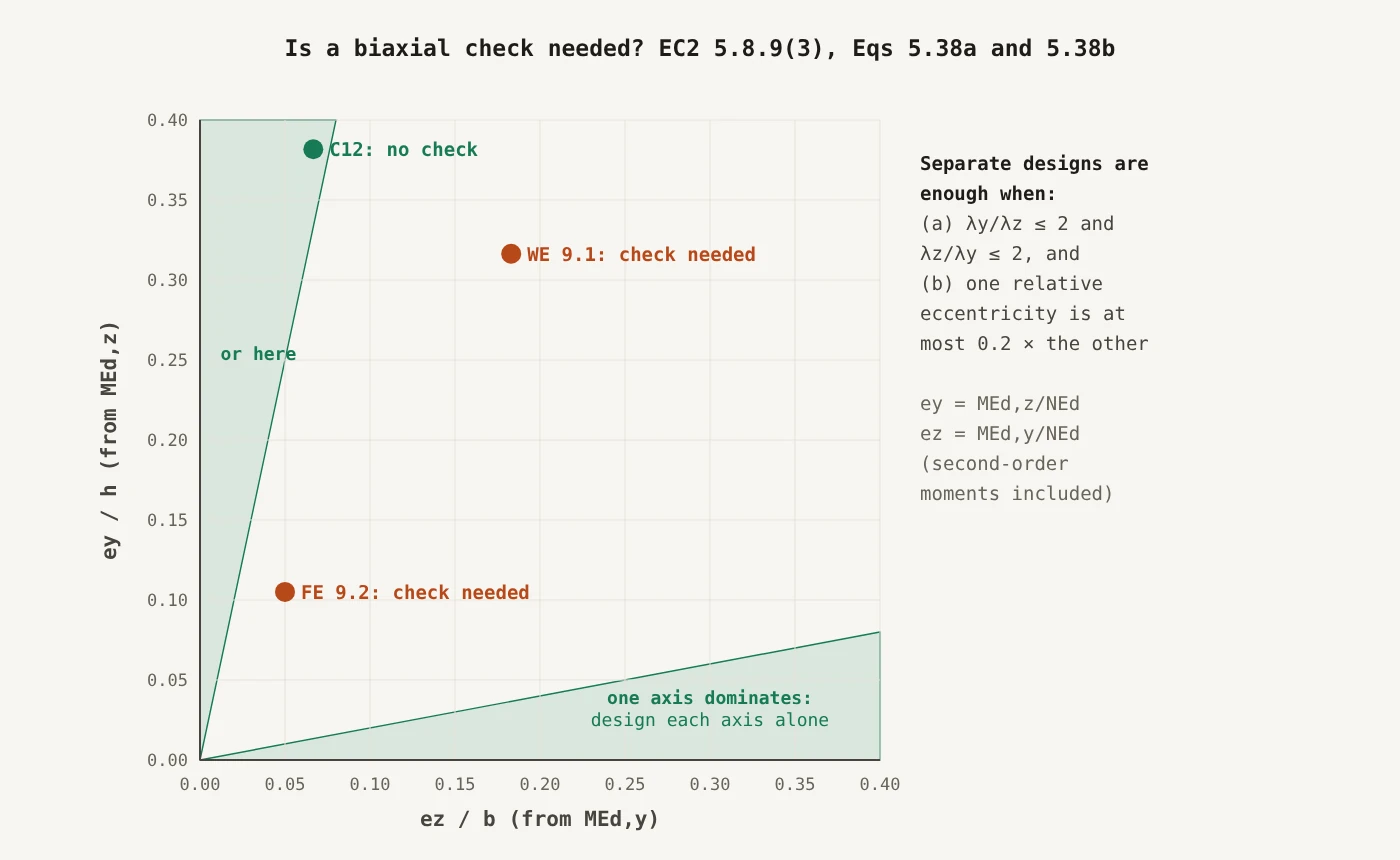 Is a biaxial check needed? EC2 5.8.9(3), Eqs 5.38a and 5.38b
0.40
0.35
0.30
0.25
0.20
0.15
0.10
0.05
0.00
ey / h (from MEd,z)
C12: no check
WE 9.1: check needed
or here
FE 9.2: check needed
one axis dominates:
design each axis alone
0.00 0.05 0.10 0.15 0.20 0.25 0.30 0.35 0.40
ez / b (from MEd,y)
Separate designs are
enough when:
(a) λy/λz ≤ 2 and
λz/λy ≤ 2, and
(b) one relative
eccentricity is at
most 0.2 × the other
ey = MEd,z/NEd
ez = MEd,y/NEd
(second-order
moments included)